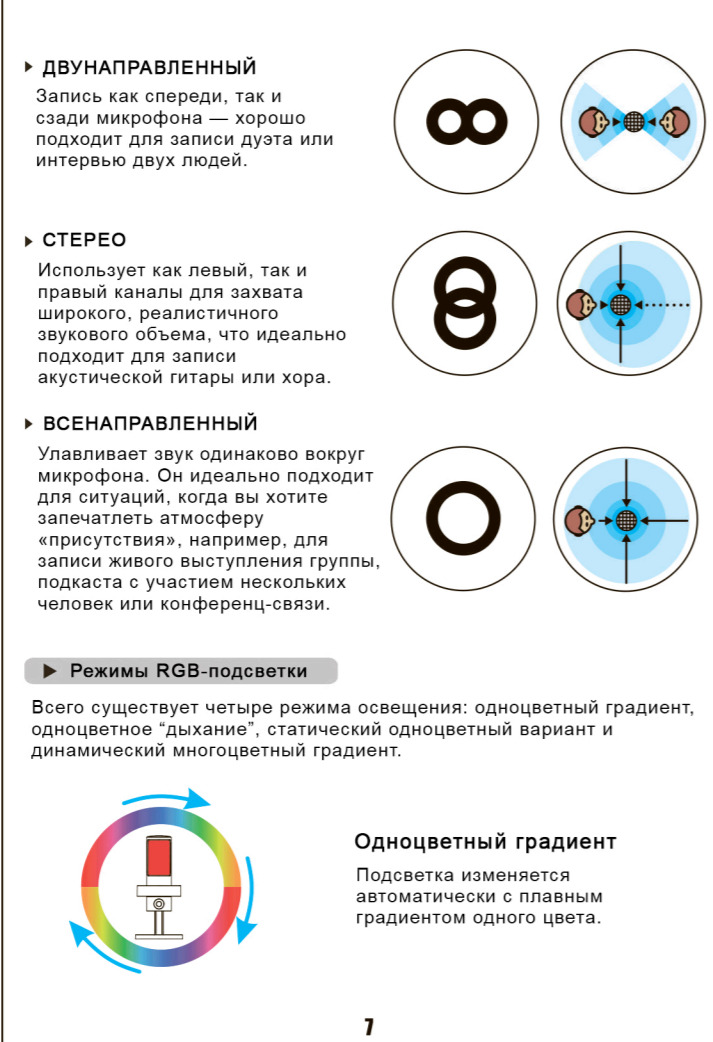 ДВУНАПРАВЛЕННЫЙ
Запись как спереди, так и
сзади микрофона — хорошо
подходит для записи дуэта или
интервью двух людей.
СТЕРЕО
Использует как левый, так и
правый каналы для захвата
широкого, реалистичного
звукового объема, что идеально
подходит для записи
акустической гитары или хора.
ВСЕНАПРАВЛЕННЫЙ
Улавливает звук одинаково вокруг
микрофона. Он идеально подходит
для ситуаций, когда вы хотите
запечатлеть атмосферу
«присутствия», например, для
записи живого выступления группы,
подкаста с участием нескольких
человек или конференц-связи.
Режимы RGB-подсветки
Всего существует четыре режима освещения: одноцветный градиент,
одноцветное “дыхание”, статический одноцветный вариант и
динамический многоцветный градиент.
Одноцветный градиент
Подсветка изменяется
автоматически с плавным
градиентом одного цвета.
7